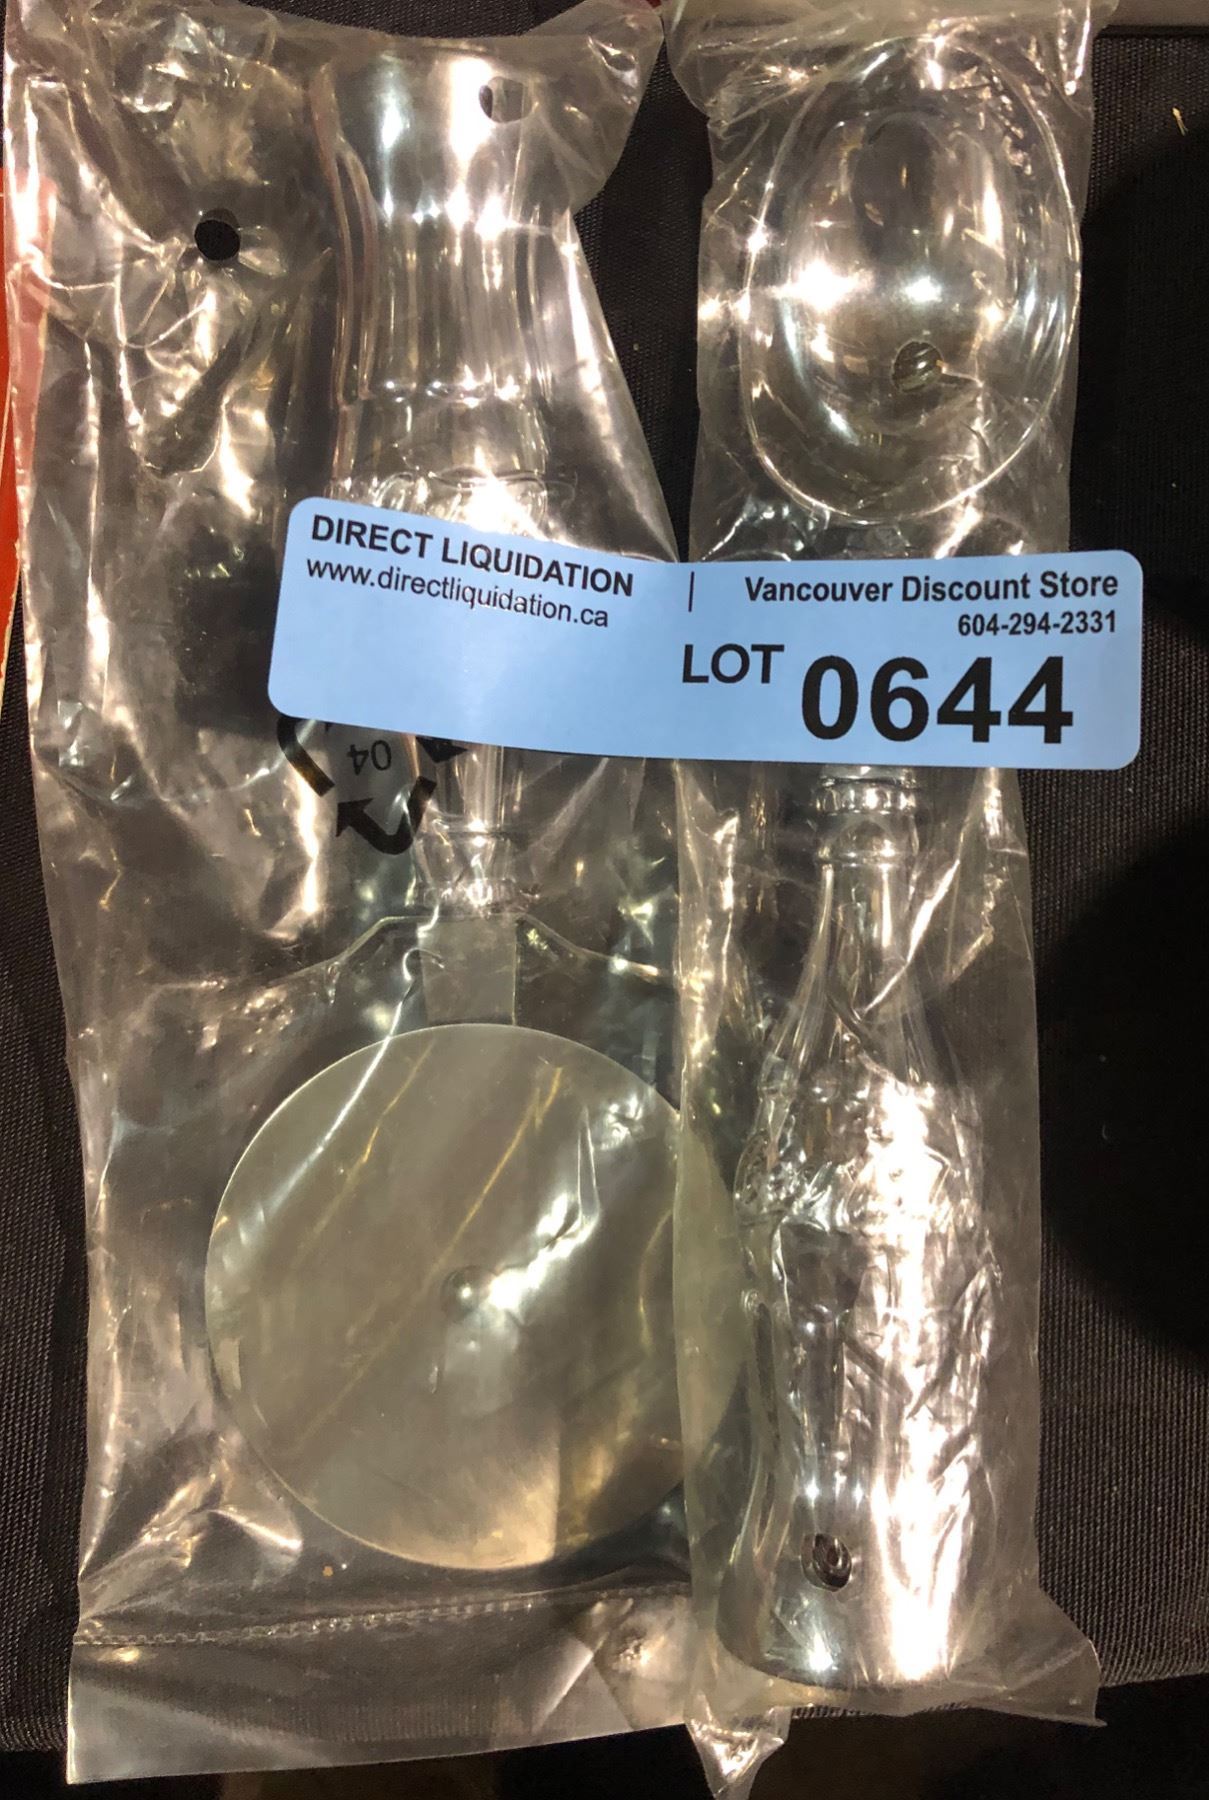 DIRECT LIQUIDATION
www.directliquidation.ca
|
Vancouver Discount Store
604-294-2331
LOT 0644
04